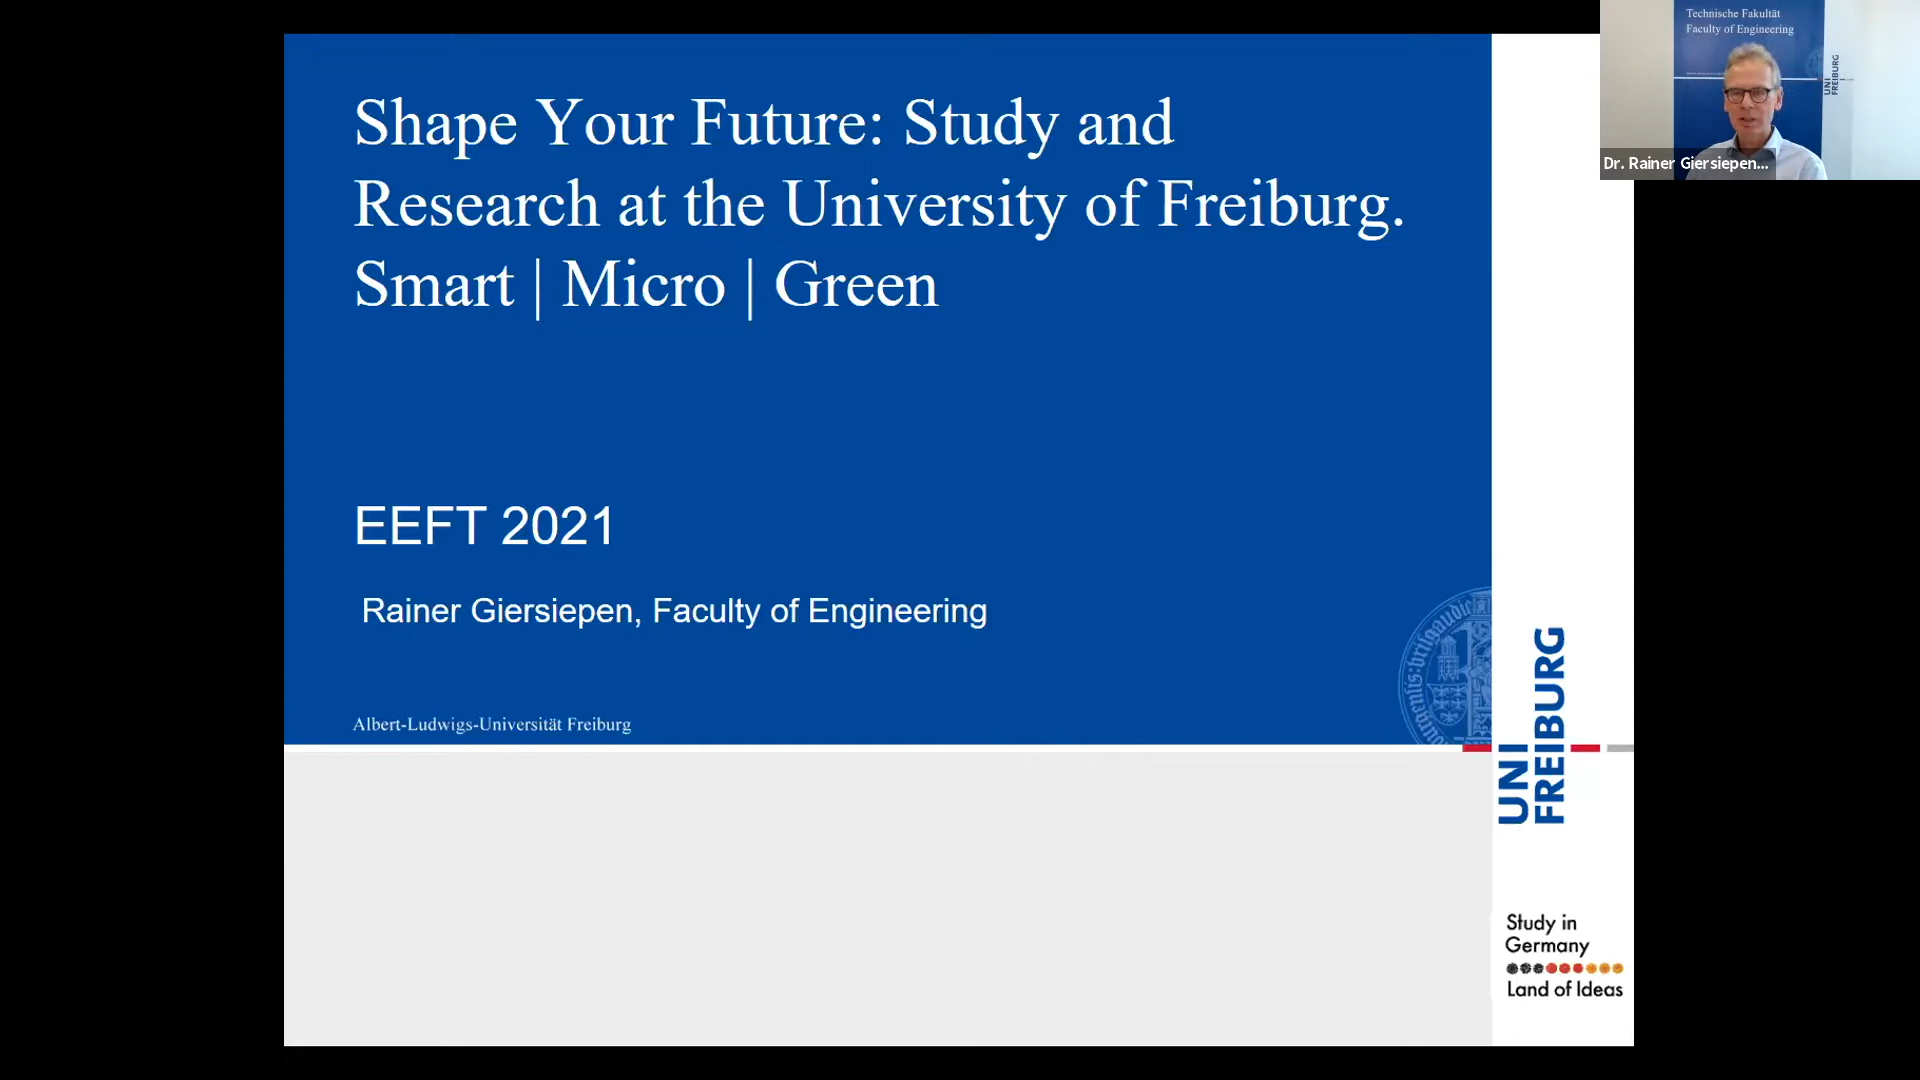 Shape Your Future: Study and
Research at the University of Freiburg.
Smart | Micro | Green
EEFT 2021
Rainer Giersiepen, Faculty of Engineering
Albert-Ludwigs-Universität Freiburg
UNI
FREIBURG
Study in
Germany
Land of Ideas
Technische Fakultät
Faculty of Engineering
UNI
FREIBURG
Dr. Rainer Giersiepen...